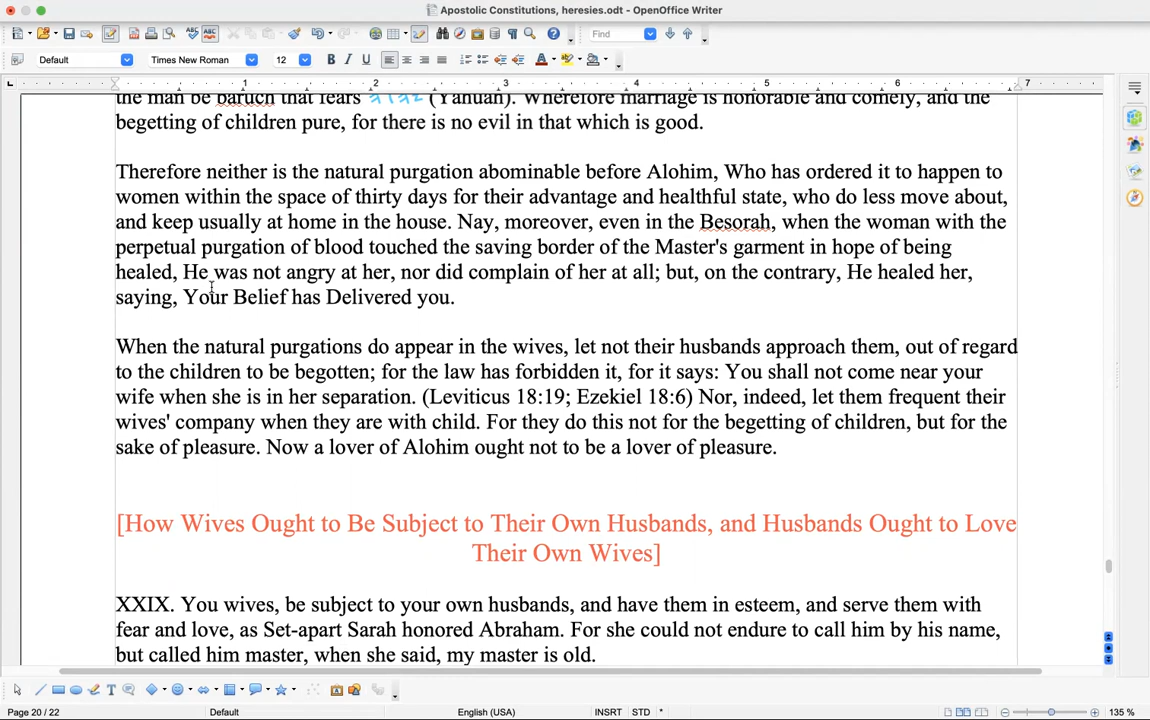 Apostolic Constitutions, heresies.odt - OpenOffice Writer
Find
Default
Times New Roman
12
B I U
1 2 3 4 5 6 7
the man be battich that fears (Yahuah). Wherefore marriage is honorable and comely, and the
begetting of children pure, for there is no evil in that which is good.
Therefore neither is the natural purgation abominable before Alohim, Who has ordered it to happen to
women within the space of thirty days for their advantage and healthful state, who do less move about,
and keep usually at home in the house. Nay, moreover, even in the Besorah, when the woman with the
perpetual purgation of blood touched the saving border of the Master's garment in hope of being
healed, He was not angry at her, nor did complain of her at all; but, on the contrary, He healed her,
saying, Your Belief has Delivered you.
When the natural purgations do appear in the wives, let not their husbands approach them, out of regard
to the children to be begotten; for the law has forbidden it, for it says: You shall not come near your
wife when she is in her separation. (Leviticus 18:19; Ezekiel 18:6) Nor, indeed, let them frequent their
wives' company when they are with child. For they do this not for the begetting of children, but for the
sake of pleasure. Now a lover of Alohim ought not to be a lover of pleasure.
[How Wives Ought to Be Subject to Their Own Husbands, and Husbands Ought to Love
Their Own Wives]
XXIX. You wives, be subject to your own husbands, and have them in esteem, and serve them with
fear and love, as Set-apart Sarah honored Abraham. For she could not endure to call him by his name,
but called him master, when she said, my master is old.
Page 20 / 22
Default
English (USA)
INSRT
STD
*
135 %